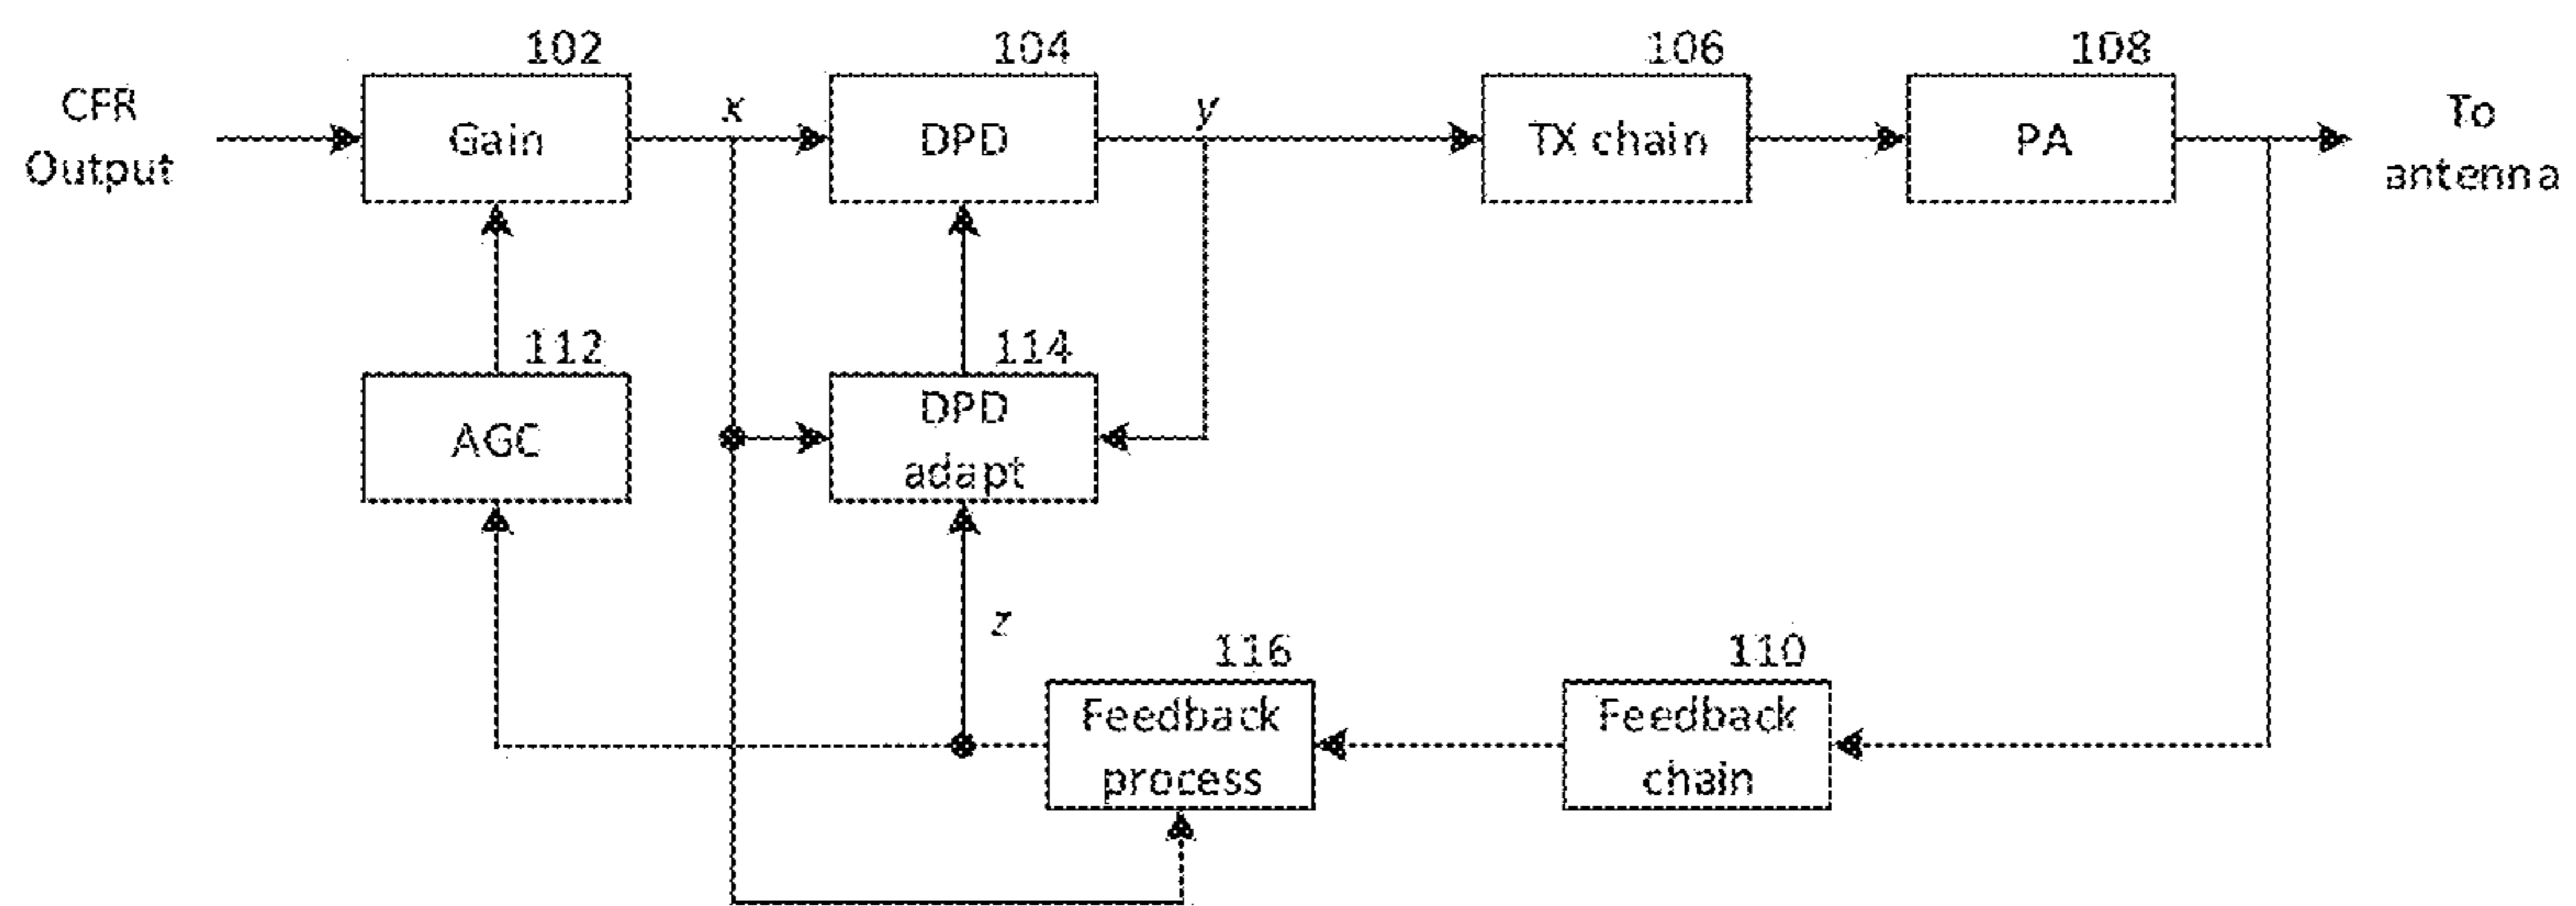 102
104
106
108
CFR
Output
Gain
x
DPD
y
TX chain
PA
To
antenna
112
114
AGC
DPD
adapt
z
116
110
Feedback
process
Feedback
chain